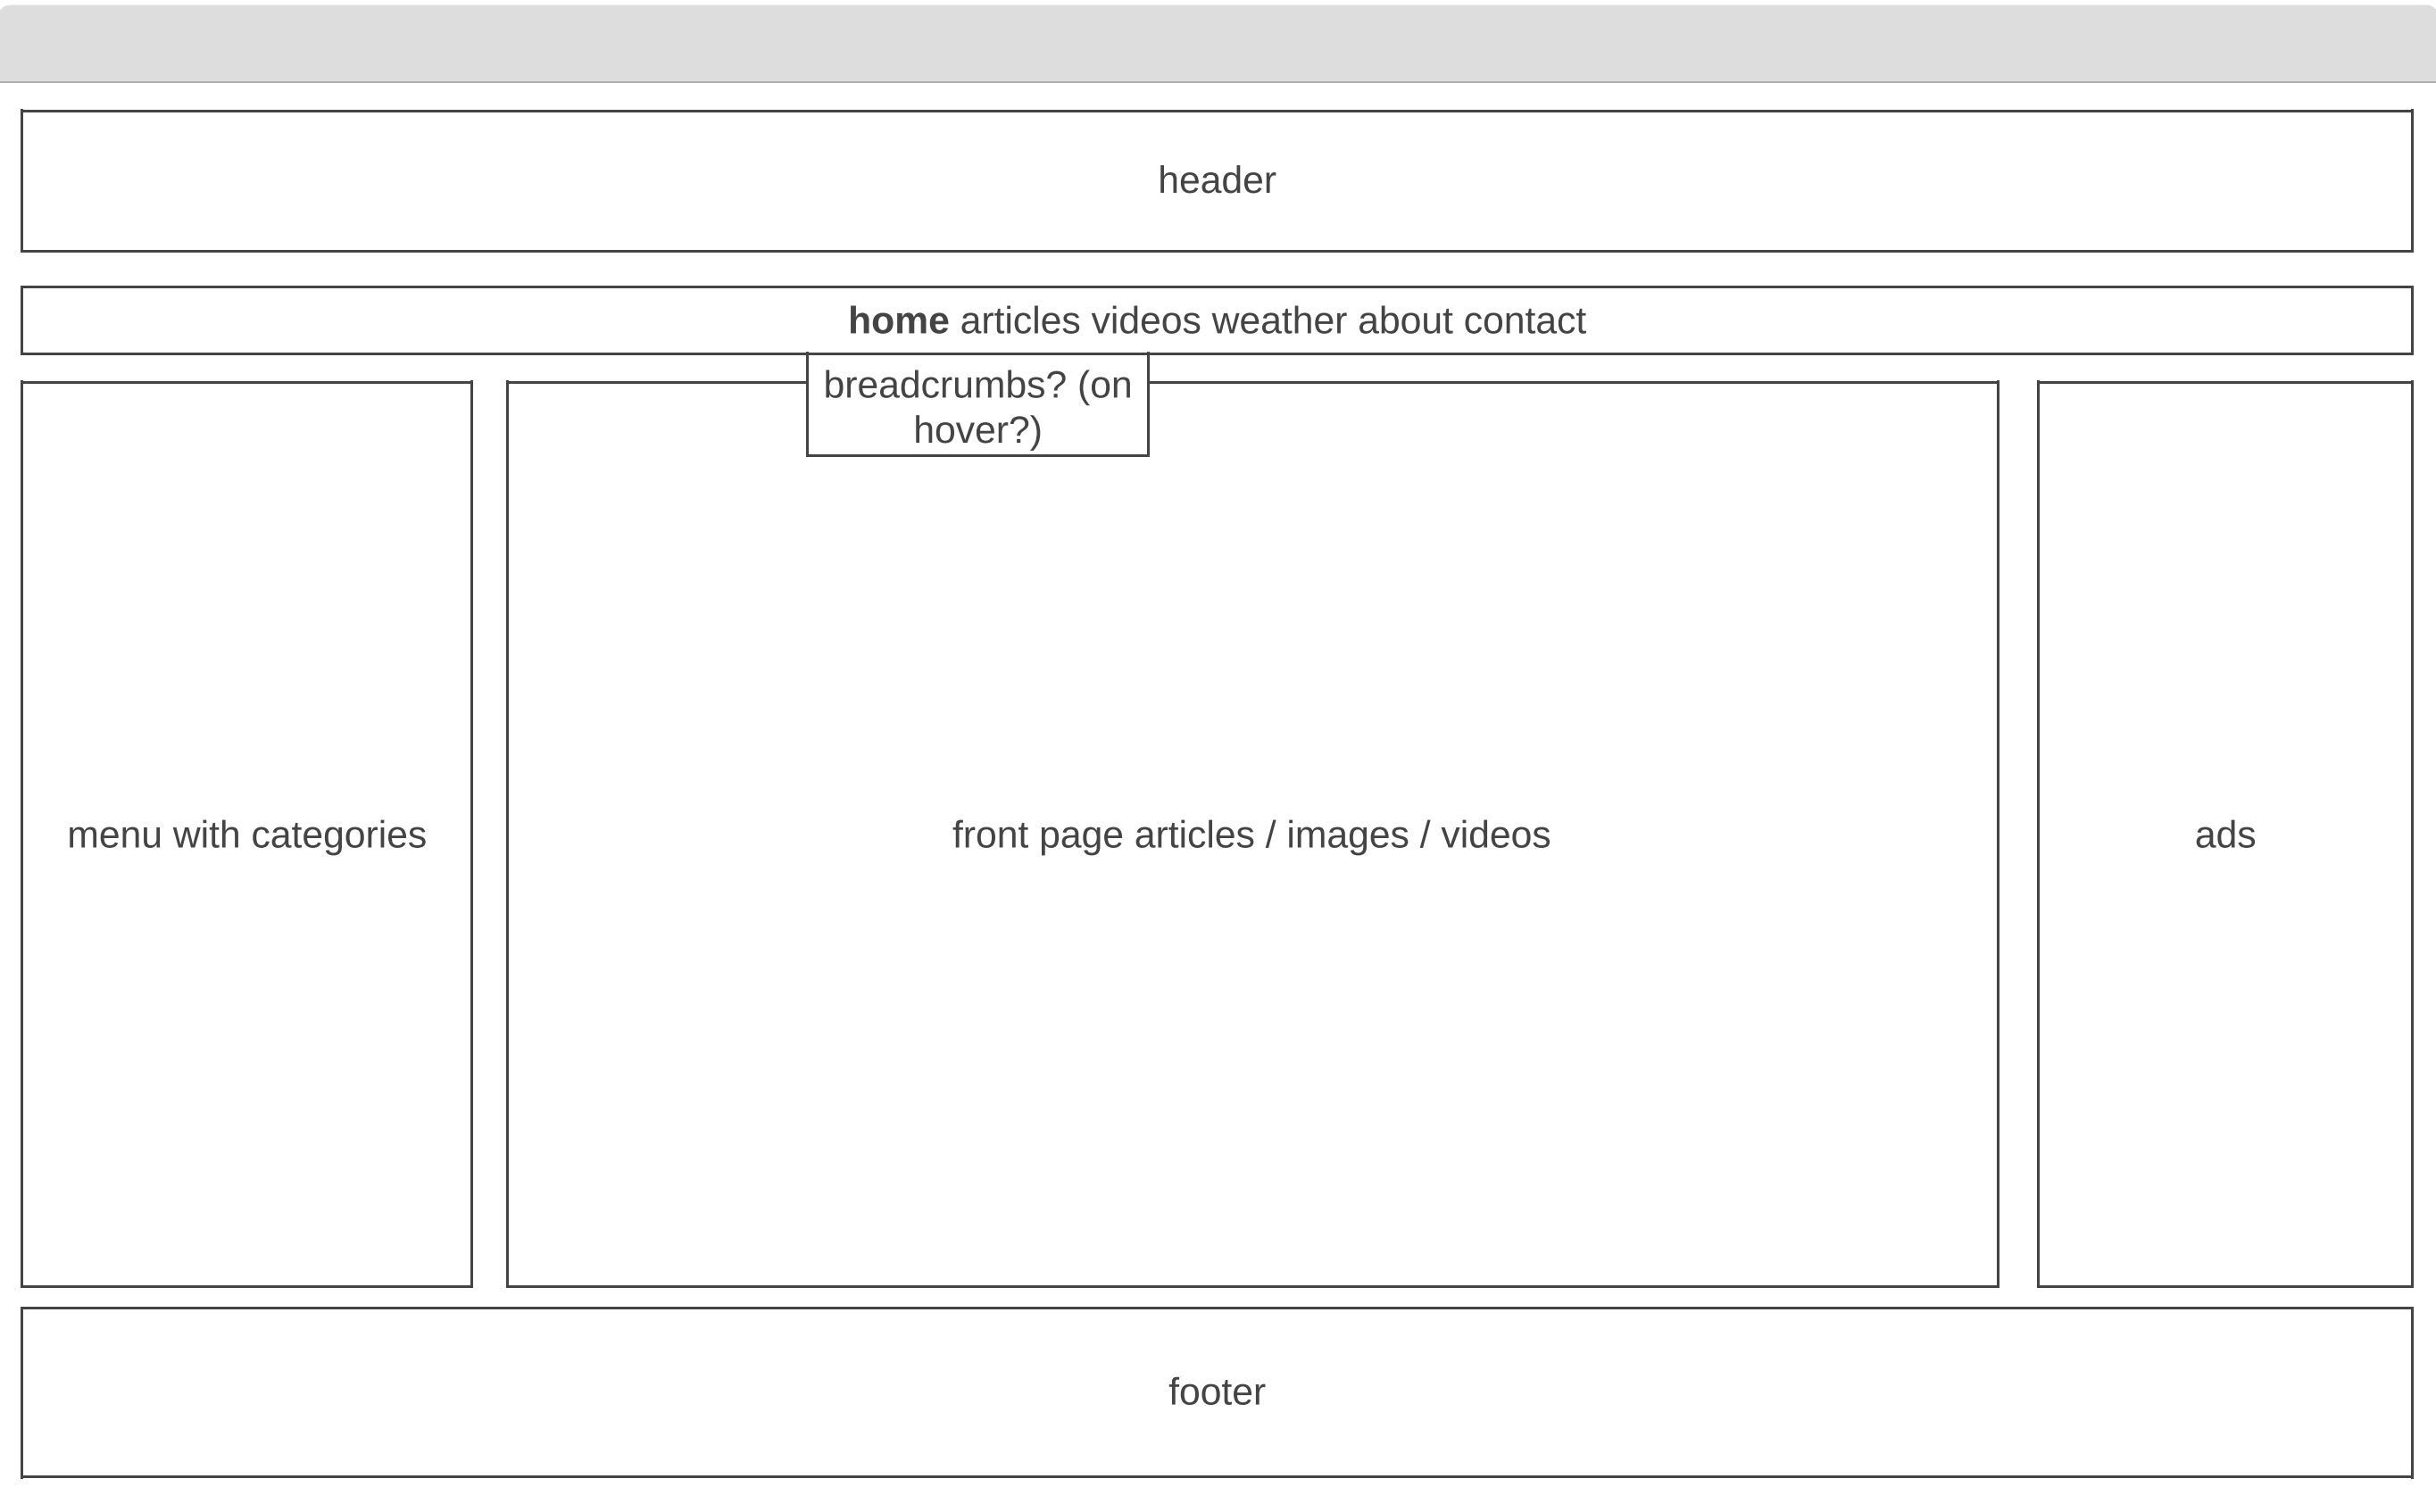 header
home articles videos weather about contact
breadcrumbs? (on
hover?)
menu with categories
front page articles / images / videos
ads
footer